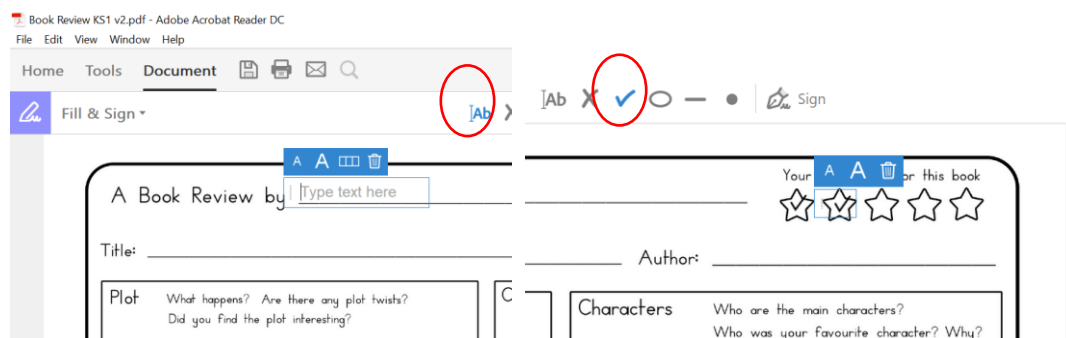 Book Review KS1 v2.pdf - Adobe Acrobat Reader DC
File Edit View Window Help
Home Tools Document
Fill & Sign
Ab
A A
A Book Review by Type text here
Title:
Plot What happens? Are there any plot twists?
Did you find the plot interesting?
C
Ab Sign
A A
Your or this book
Author:
Characters Who are the main characters?
Who was your favourite character? Why?